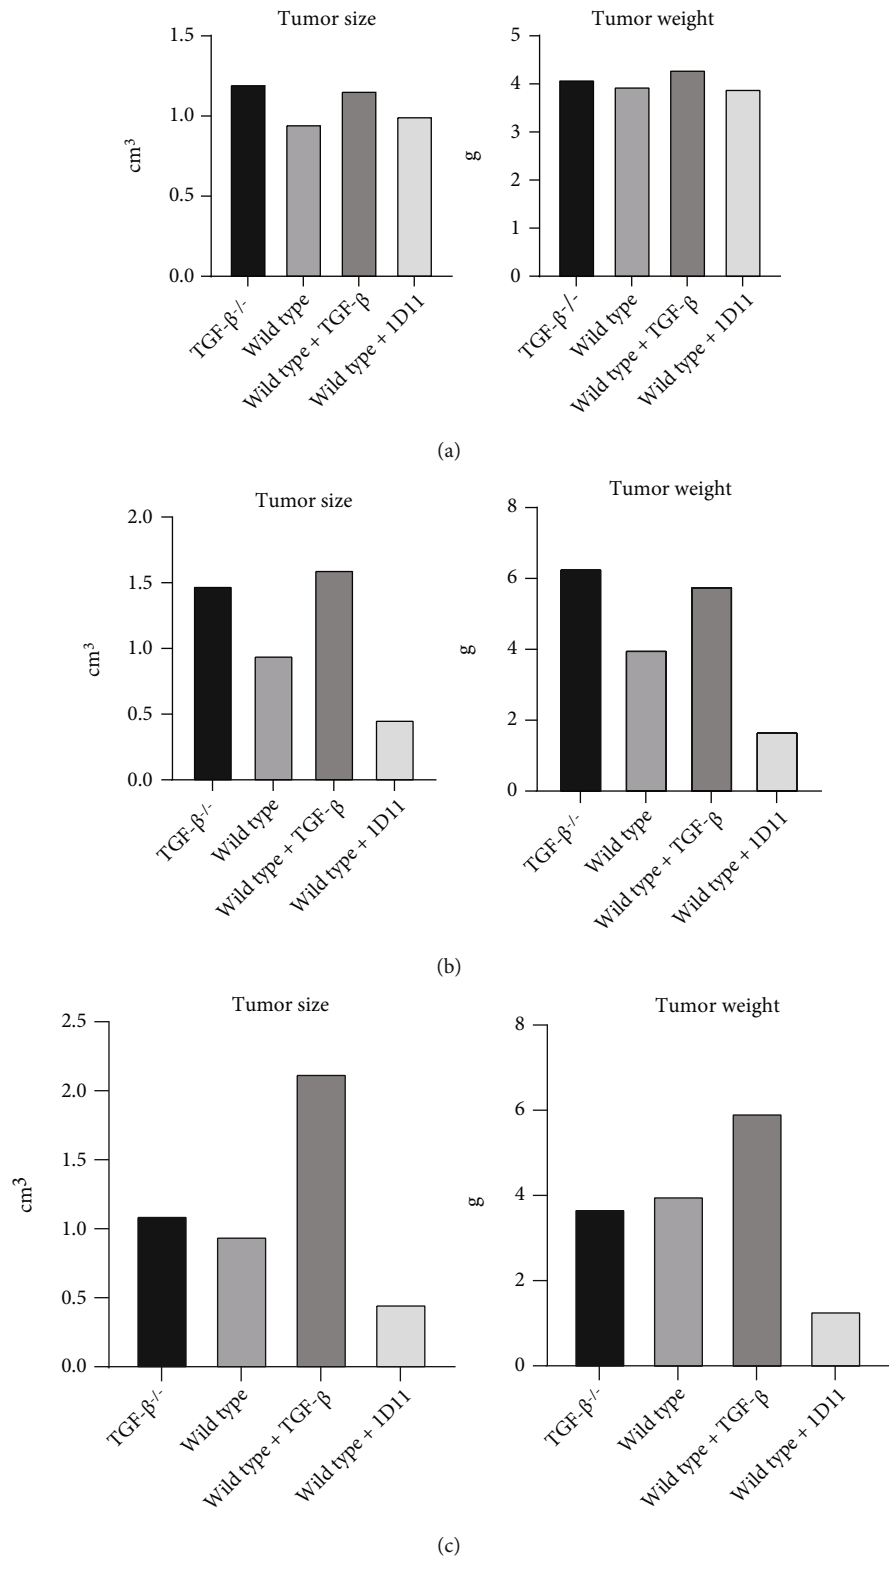 Tumor size
1.5
1.0
0.5
0.0
cm³
TGF-β-/-
Wild type
Wild type + TGF-β
Wild type + 1D11
Tumor weight
5
4
3
2
1
0
g
TGF-β-/-
Wild type
Wild type + TGF-β
Wild type + 1D11
(a)
Tumor size
2.0
1.5
1.0
0.5
0.0
cm³
TGF-β-/-
Wild type
Wild type + TGF-β
Wild type + 1D11
Tumor weight
8
6
4
2
0
g
TGF-β-/-
Wild type
Wild type + TGF-β
Wild type + 1D11
(b)
Tumor size
2.5
2.0
1.5
1.0
0.5
0.0
cm³
TGF-β-/-
Wild type
Wild type + TGF-β
Wild type + 1D11
Tumor weight
8
6
4
2
0
g
TGF-β-/-
Wild type
Wild type + TGF-β
Wild type + 1D11
(c)